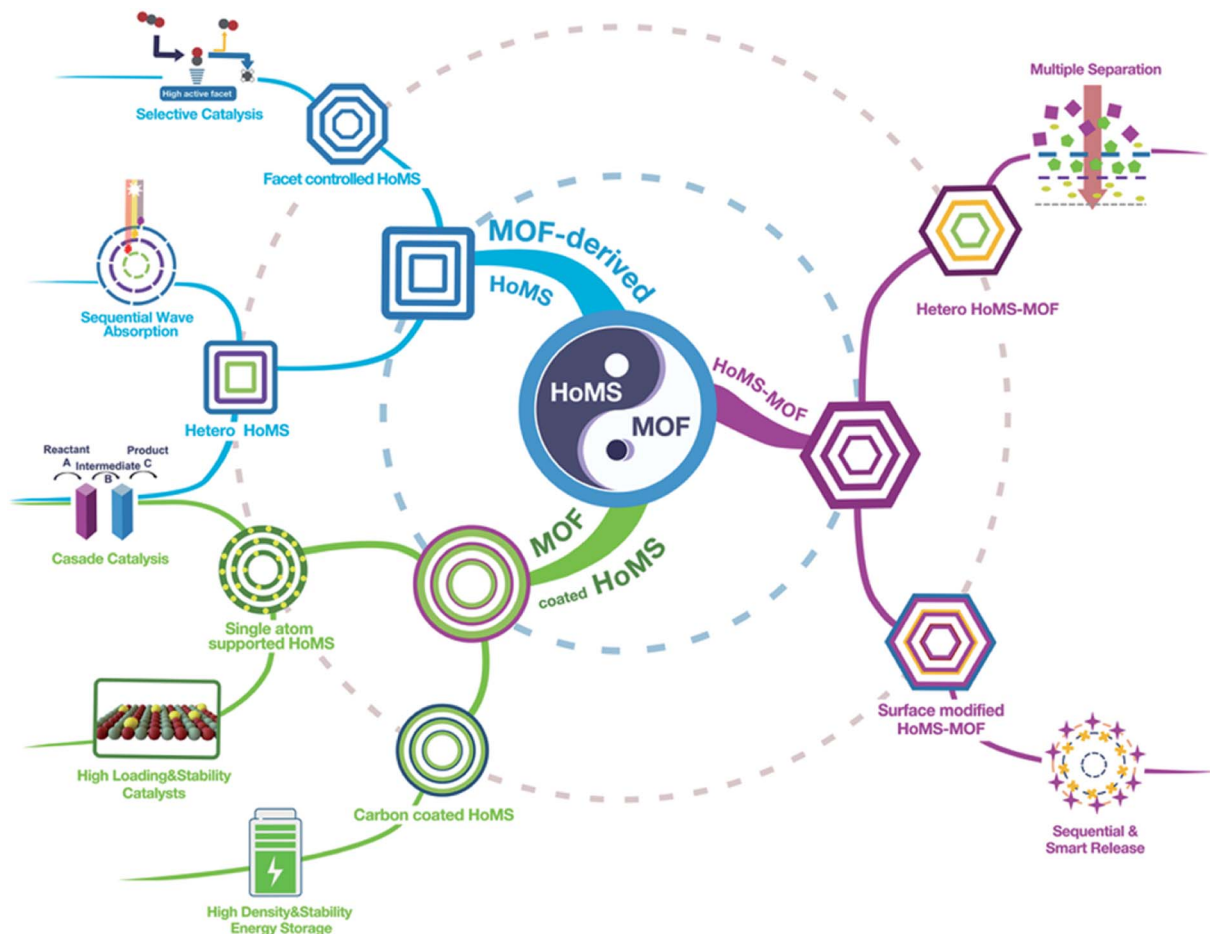 High active facet
Selective Catalysis
Facet controlled HoMS
Multiple Separation
MOF-derived
HoMS
Sequential Wave
Absorption
Hetero HoMS
HoMS
MOF
HoMS-MOF
Hetero HoMS-MOF
Reactant
A
Intermediate
B
Product
C
Casade Catalysis
MOF
coated HoMS
Single atom
supported HoMS
High Loading&Stability
Catalysts
Carbon coated HoMS
High Density&Stability
Energy Storage
Surface modified
HoMS-MOF
Sequential &
Smart Release